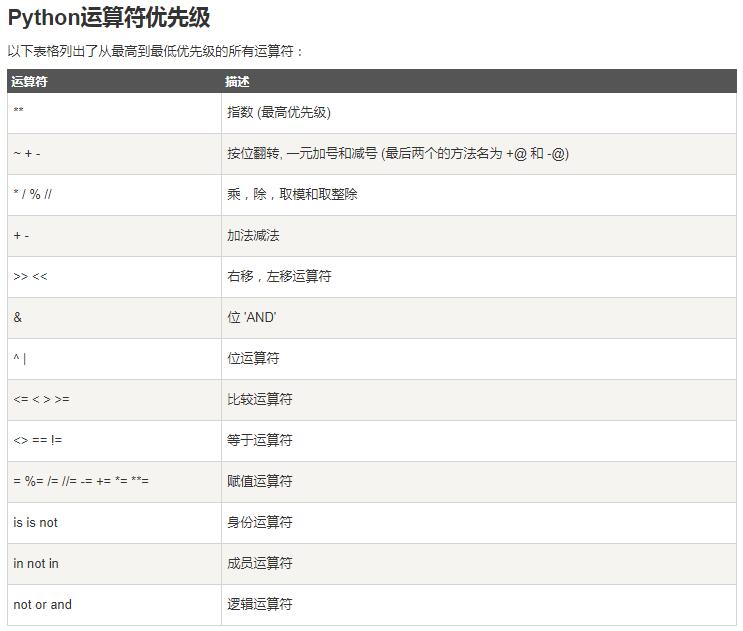 Python运算符优先级
以下表格列出了从最高到最低优先级的所有运算符：
运算符 描述
** 指数 (最高优先级)
~ + - 按位翻转, 一元加号和减号 (最后两个的方法名为 +@ 和 -@)
* / % // 乘，除，取模和取整除
+ - 加法减法
>> << 右移，左移运算符
& 位 'AND'
^ | 位运算符
<= < > >= 比较运算符
<> == != 等于运算符
= %= /= //= -= += *= **= 赋值运算符
is is not 身份运算符
in not in 成员运算符
not or and 逻辑运算符